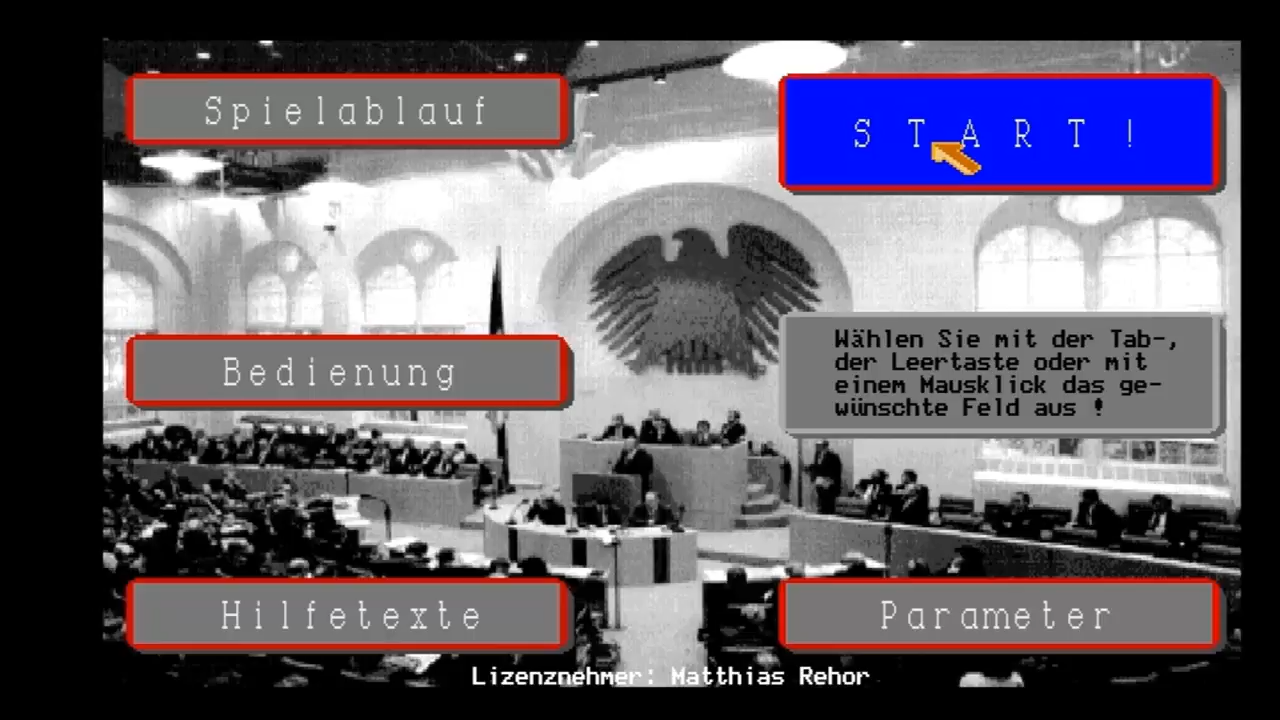 Spielablauf
S T A R T !
Wählen Sie mit der Tab-,
der Leertaste oder mit
einem Mausklick das ge-
wünschte Feld aus !
Bedienung
Hilfetexte
Parameter
Lizenznehmer: Matthias Rehor